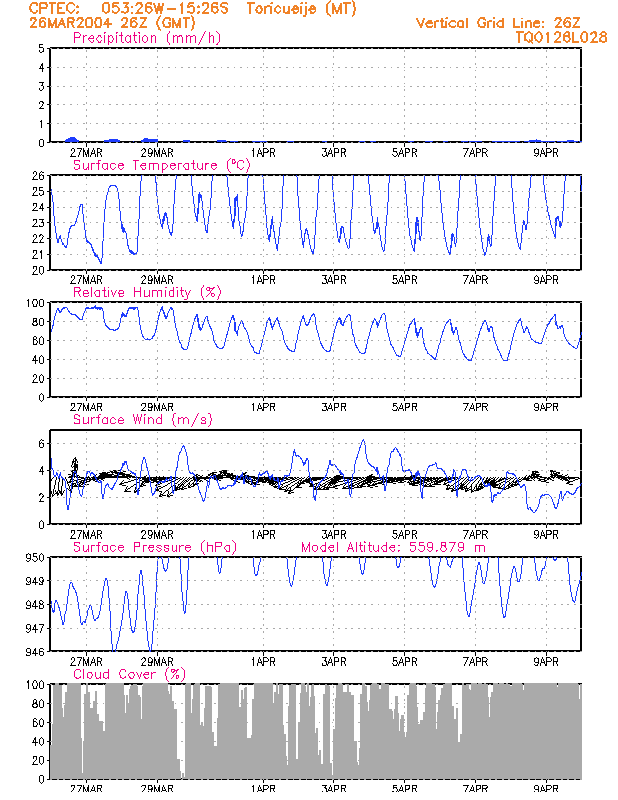 CPTEC: 053:26W-15:26S Toricueije (MT)
26MAR2004 26Z (GMT) Vertical Grid Line: 26Z
Precipitation (mm/h) TQ0126L028
5
4
3
2
1
0
27MAR 29MAR 1APR 3APR 5APR 7APR 9APR
Surface Temperature (ºC)
26
25
24
23
22
21
20
27MAR 29MAR 1APR 3APR 5APR 7APR 9APR
Relative Humidity (%)
100
80
60
40
20
0
27MAR 29MAR 1APR 3APR 5APR 7APR 9APR
Surface Wind (m/s)
6
4
2
0
27MAR 29MAR 1APR 3APR 5APR 7APR 9APR
Surface Pressure (hPa) Model Altitude: 559.879 m
950
949
948
947
946
27MAR 29MAR 1APR 3APR 5APR 7APR 9APR
Cloud Cover (%)
100
80
60
40
20
0
27MAR 29MAR 1APR 3APR 5APR 7APR 9APR